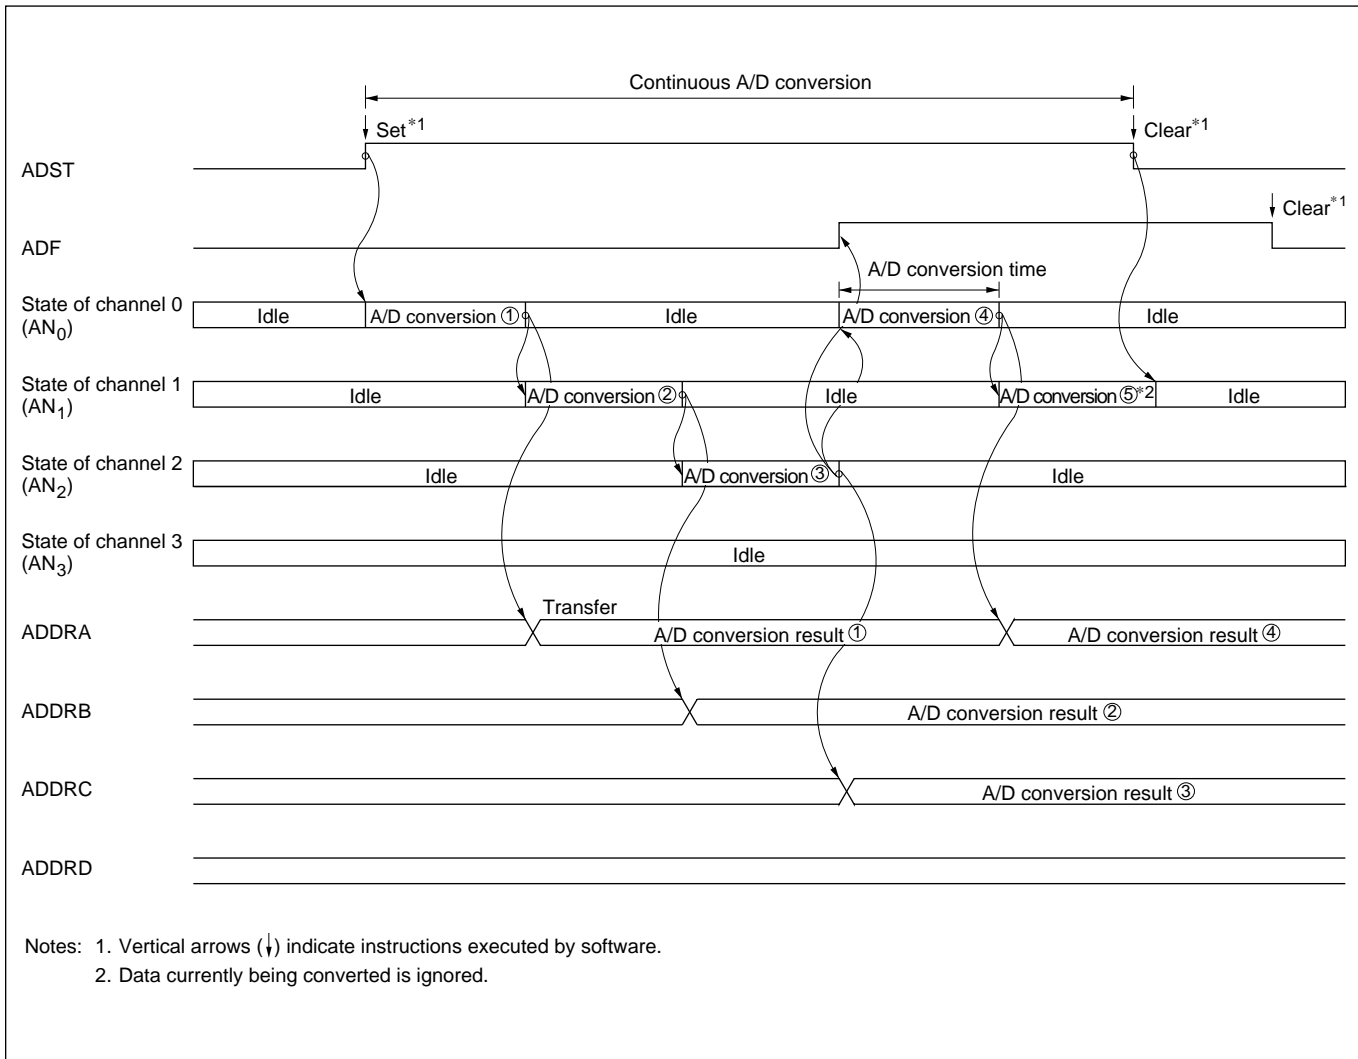 Continuous A/D conversion
Set*1
Clear*1
ADST
Clear*1
ADF
A/D conversion time
State of channel 0
(AN0)
Idle
A/D conversion ①
Idle
A/D conversion ④
Idle
State of channel 1
(AN1)
Idle
A/D conversion ②
Idle
A/D conversion ⑤*2
Idle
State of channel 2
(AN2)
Idle
A/D conversion ③
Idle
State of channel 3
(AN3)
Idle
Transfer
ADDRA
A/D conversion result ①
A/D conversion result ④
ADDRB
A/D conversion result ②
ADDRC
A/D conversion result ③
ADDRD
Notes: 1. Vertical arrows (↓) indicate instructions executed by software.
2. Data currently being converted is ignored.